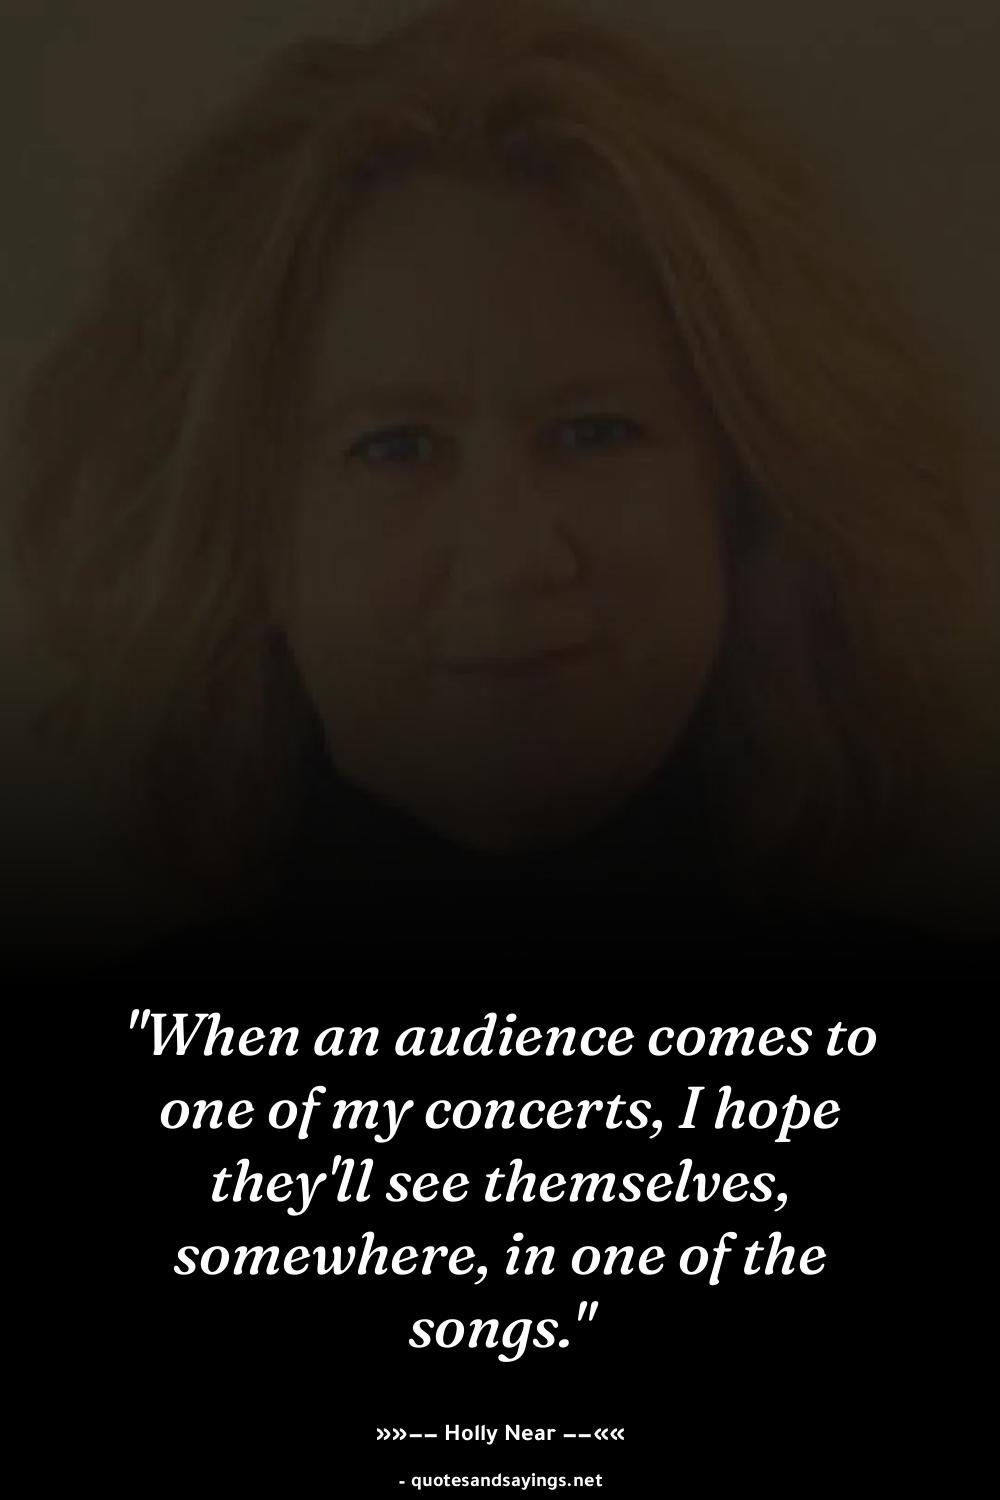 "When an audience comes to
one of my concerts, I hope
they'll see themselves,
somewhere, in one of the
songs."
»»−− Holly Near −−««
- quotesandsayings.net